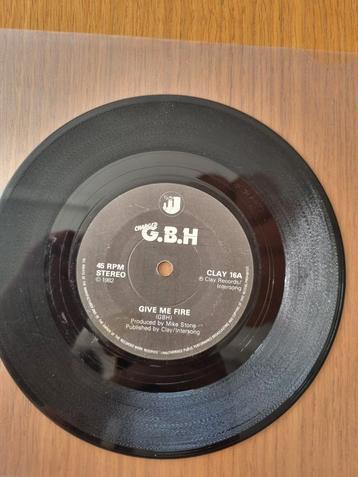 CHARGED
G.B.H
45 RPM
STEREO
© 1982
CLAY 16A
℗ Clay Records/
Intersong
GIVE ME FIRE
(GBH)
Produced by Mike Stone
Published by Clay/Intersong